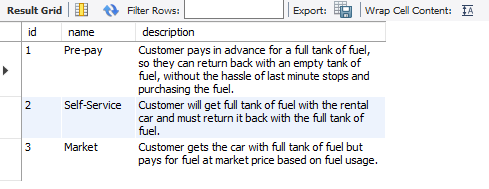 Result Grid Filter Rows: Export: Wrap Cell Content:
id name description
1 Pre-pay Customer pays in advance for a full tank of fuel,
so they can return back with an empty tank of
fuel, without the hassle of last minute stops and
purchasing the fuel.
2 Self-Service Customer will get full tank of fuel with the rental
car and must return it back with the full tank of
fuel.
3 Market Customer gets the car with full tank of fuel but
pays for fuel at market price based on fuel usage.